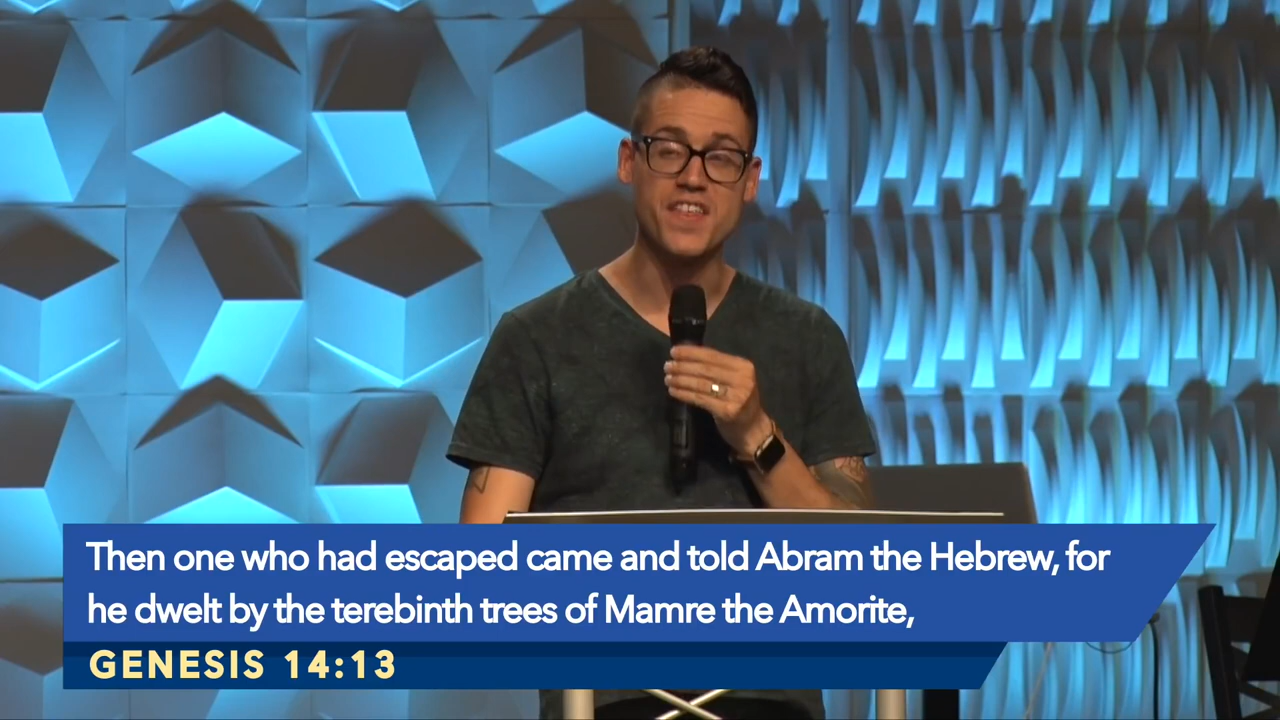 Then one who had escaped came and told Abram the Hebrew, for
he dwelt by the terebinth trees of Mamre the Amorite,
GENESIS 14:13